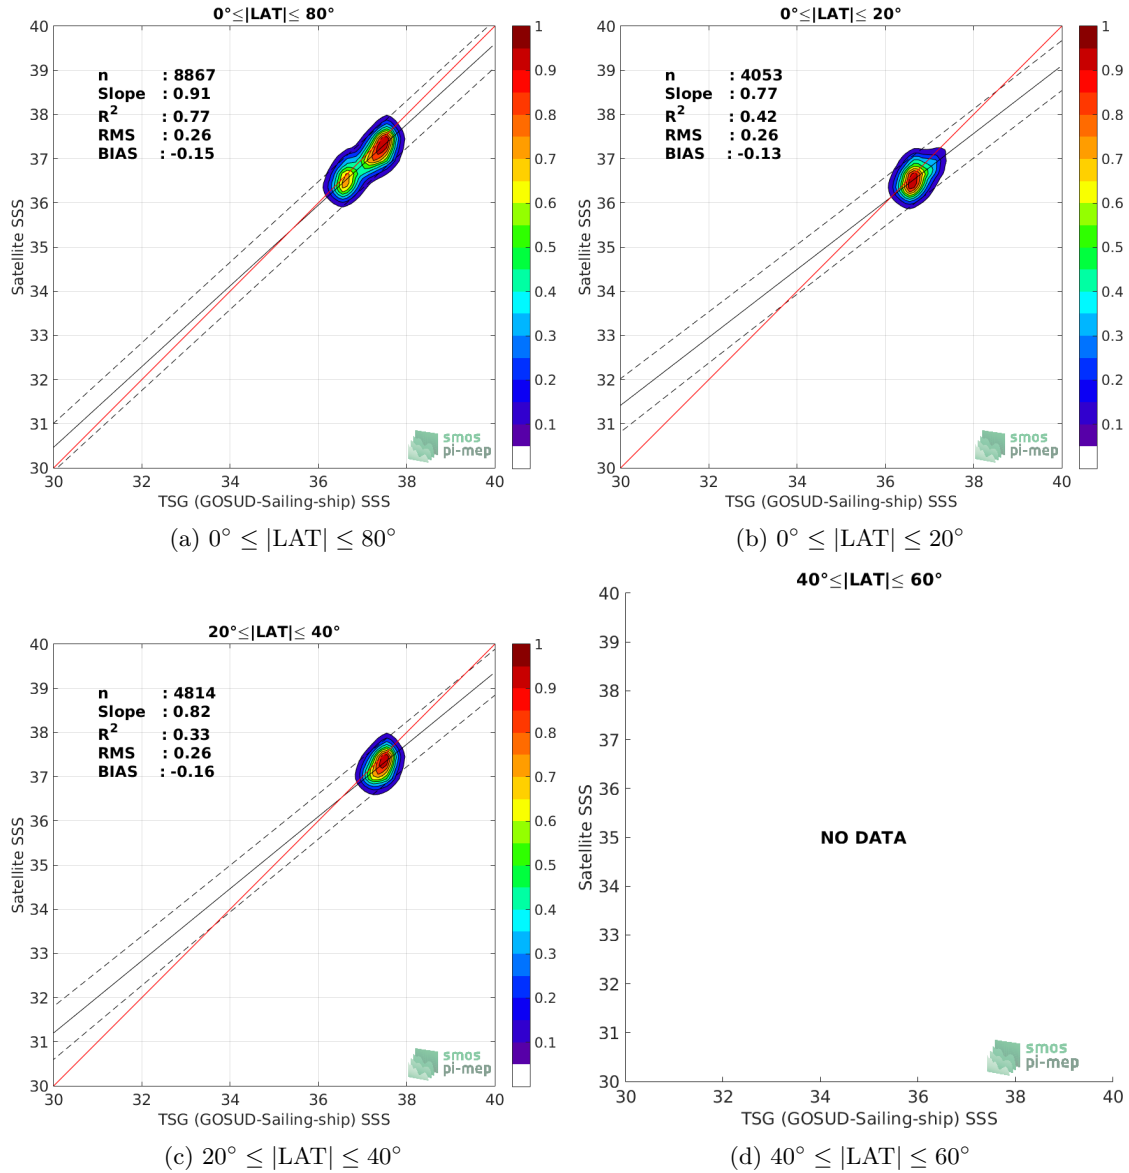 0°≤|LAT|≤ 80°
n : 8867
Slope : 0.91
R² : 0.77
RMS : 0.26
BIAS : -0.15
40
39
38
37
36
35
34
33
32
31
30
30 32 34 36 38 40
Satellite SSS
TSG (GOSUD-Sailing-ship) SSS
smos
pi-mep
1
0.9
0.8
0.7
0.6
0.5
0.4
0.3
0.2
0.1
(a) 0° ≤ |LAT| ≤ 80°
0°≤|LAT|≤ 20°
n : 4053
Slope : 0.77
R² : 0.42
RMS : 0.26
BIAS : -0.13
40
39
38
37
36
35
34
33
32
31
30
30 32 34 36 38 40
Satellite SSS
TSG (GOSUD-Sailing-ship) SSS
smos
pi-mep
1
0.9
0.8
0.7
0.6
0.5
0.4
0.3
0.2
0.1
(b) 0° ≤ |LAT| ≤ 20°
20°≤|LAT|≤ 40°
n : 4814
Slope : 0.82
R² : 0.33
RMS : 0.26
BIAS : -0.16
40
39
38
37
36
35
34
33
32
31
30
30 32 34 36 38 40
Satellite SSS
TSG (GOSUD-Sailing-ship) SSS
smos
pi-mep
1
0.9
0.8
0.7
0.6
0.5
0.4
0.3
0.2
0.1
(c) 20° ≤ |LAT| ≤ 40°
40°≤|LAT|≤ 60°
40
39
38
37
36
35
34
33
32
31
30
30 32 34 36 38 40
Satellite SSS
NO DATA
TSG (GOSUD-Sailing-ship) SSS
smos
pi-mep
(d) 40° ≤ |LAT| ≤ 60°